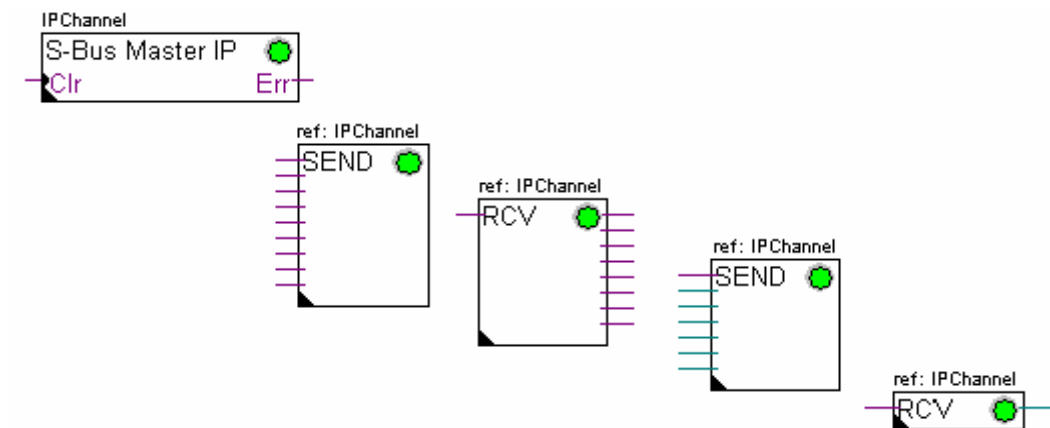 IPChannel
S-Bus Master IP
Clr Err
ref: IPChannel
SEND
ref: IPChannel
RCV
ref: IPChannel
SEND
ref: IPChannel
RCV